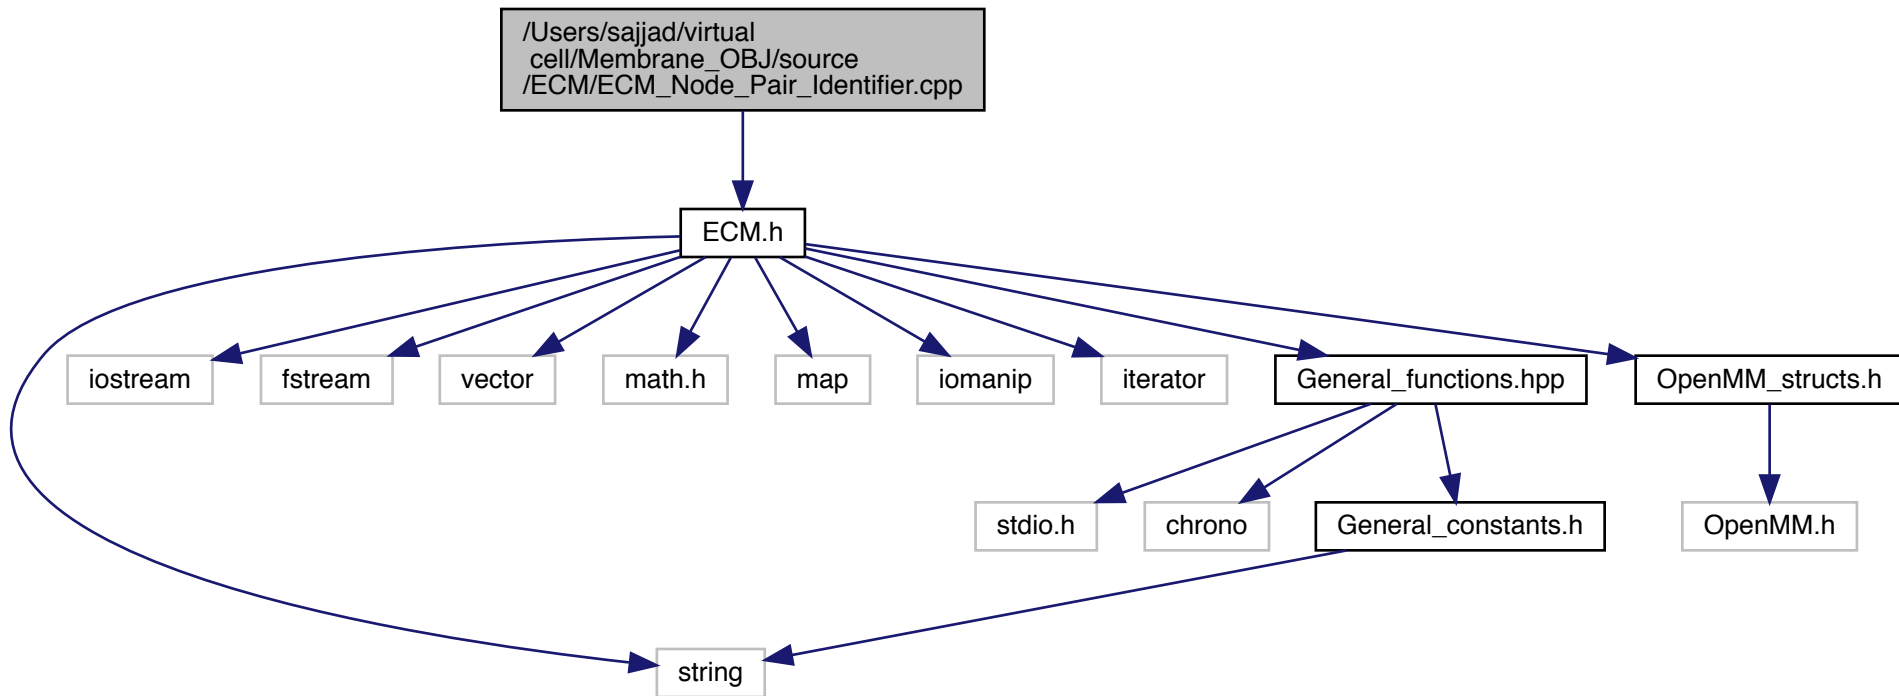 /Users/sajjad/virtual
cell/Membrane_OBJ/source
/ECM/ECM_Node_Pair_Identifier.cpp
ECM.h
iostream
fstream
vector
math.h
map
iomanip
iterator
General_functions.hpp
OpenMM_structs.h
stdio.h
chrono
General_constants.h
OpenMM.h
string